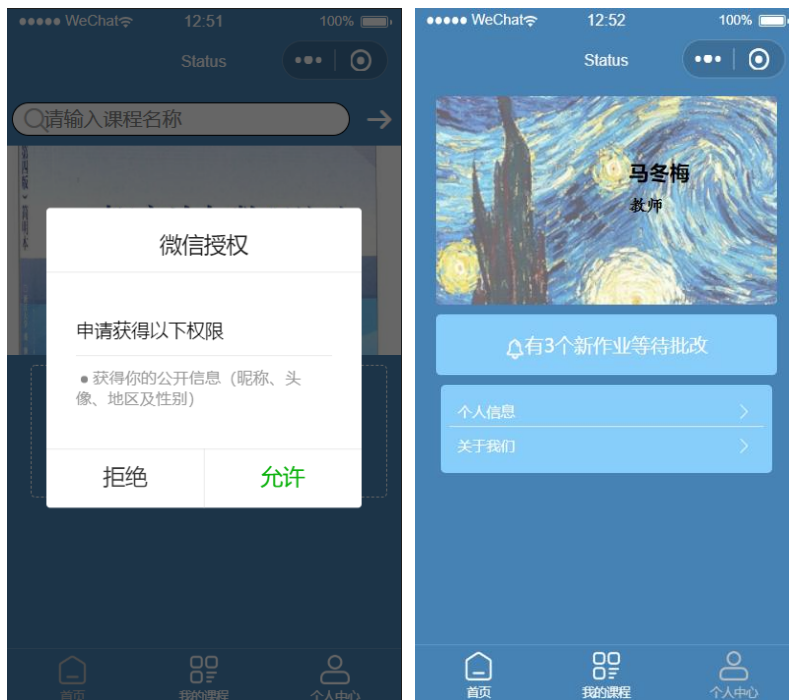 WeChat 12:51 100%
Status
请输入课程名称
微信授权
申请获得以下权限
● 获得你的公开信息（昵称、头
像、地区及性别）
拒绝
允许
首页
我的课程
个人中心
WeChat 12:52 100%
Status
马冬梅
教师
有3个新作业等待批改
个人信息
关于我们
首页
我的课程
个人中心